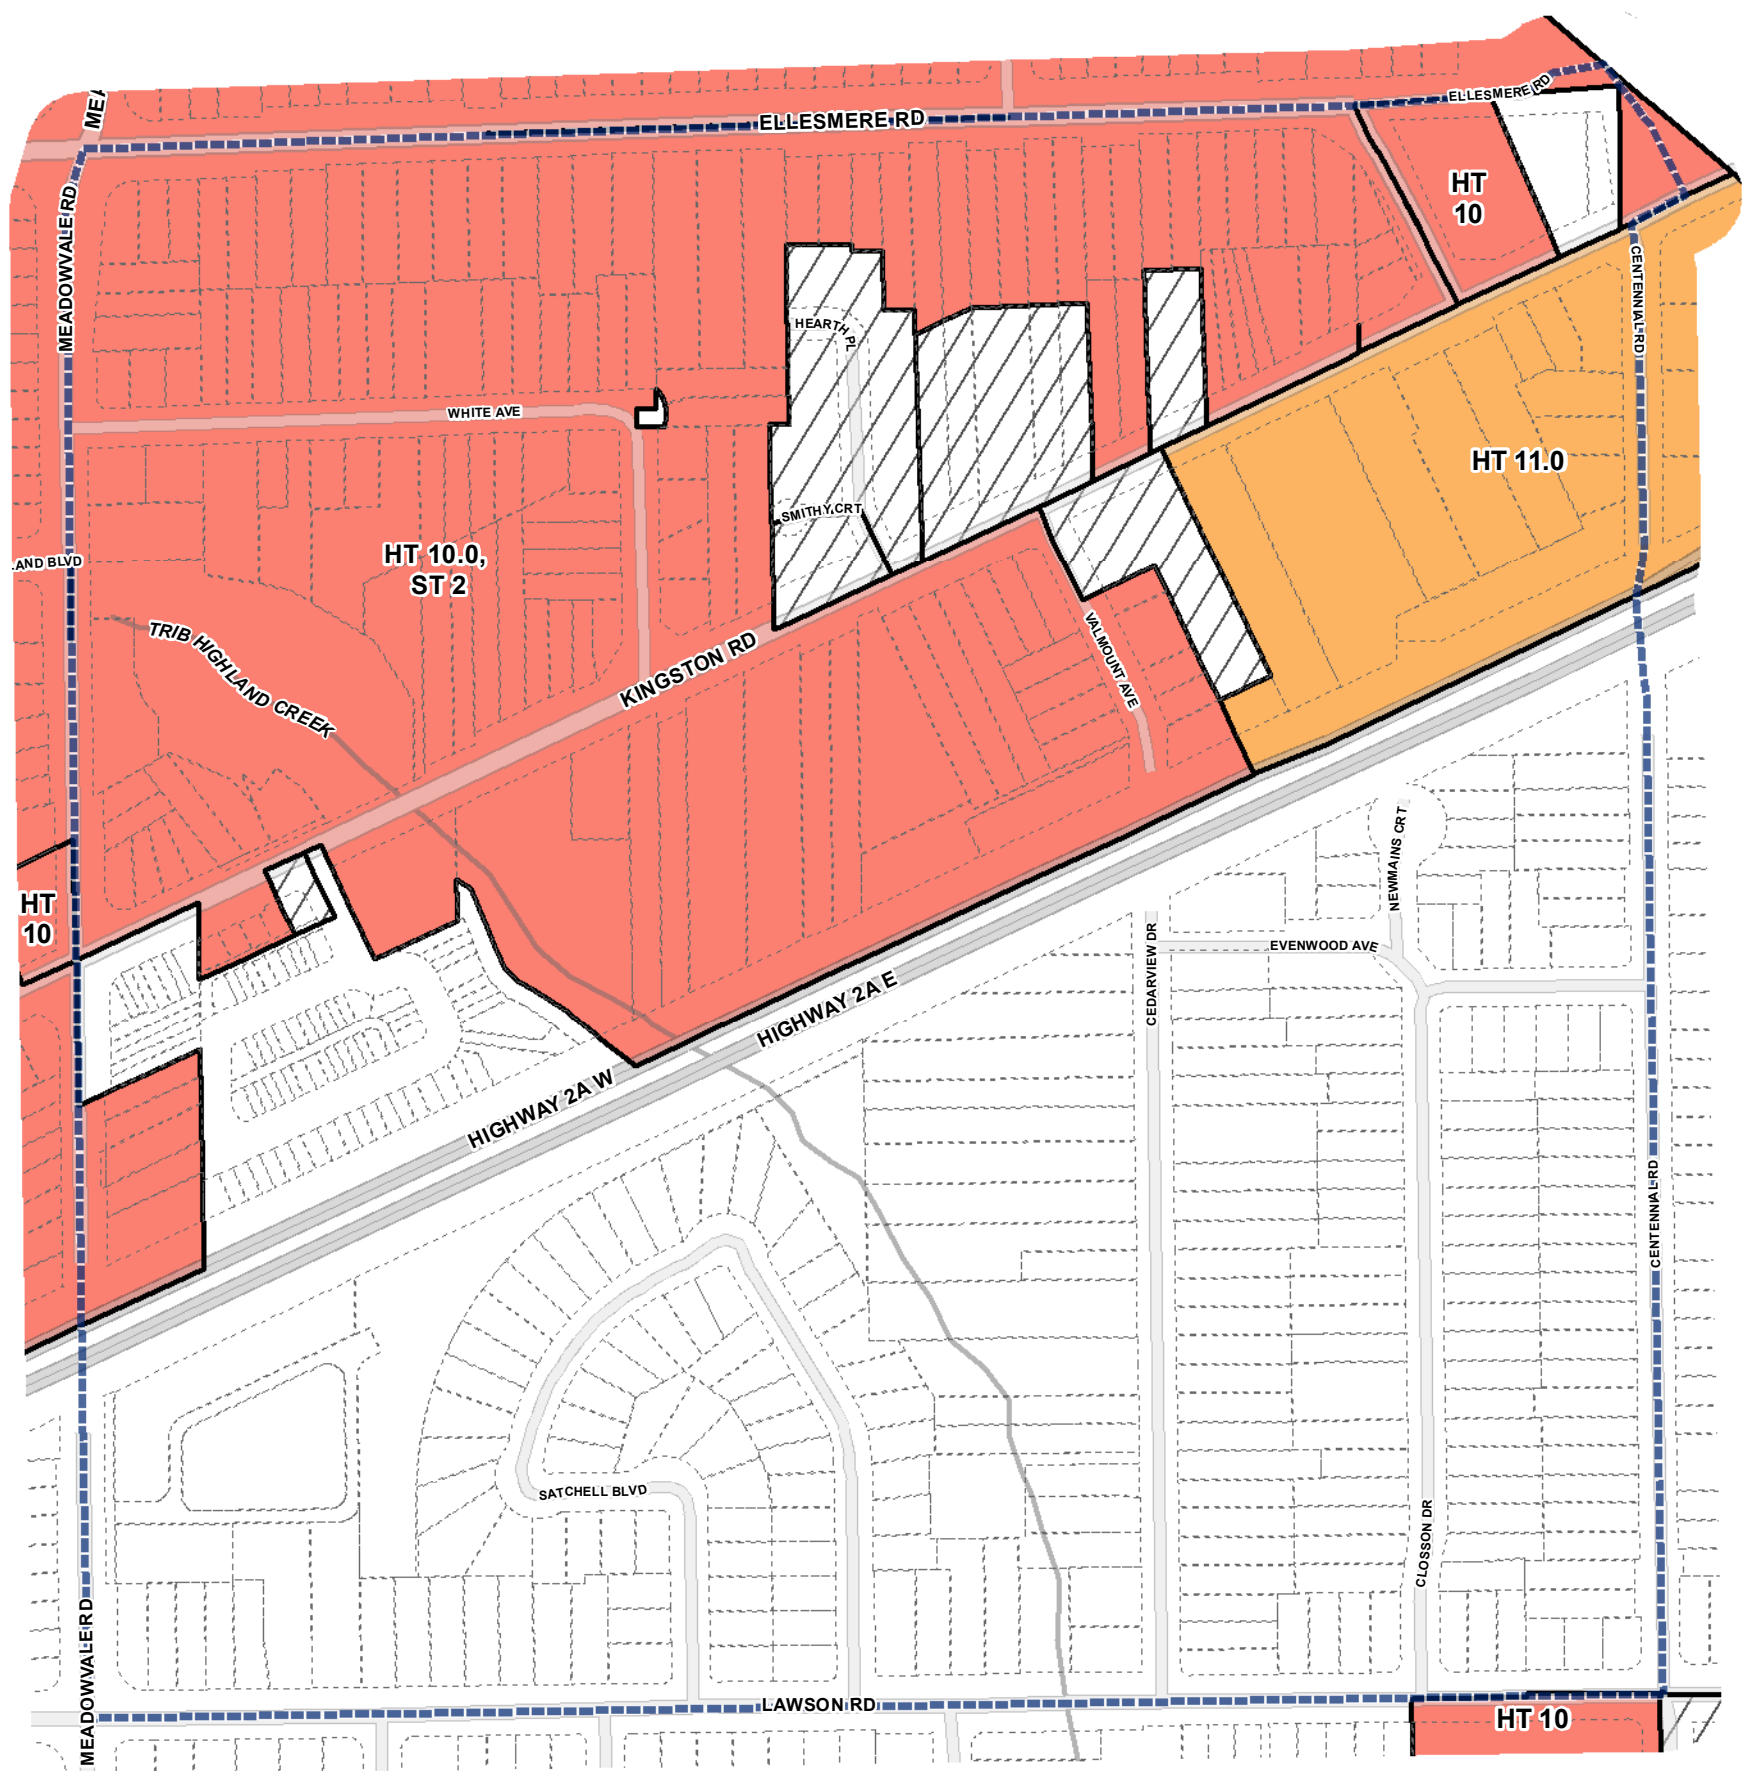 MEA
ELLESMERE RD
ELLESMERE RD
HT
10
MEADOWVALE RD
CENTENNIAL RD
HEARTH PL
WHITE AVE
HT 11.0
SMITHY CRT
HT 10.0,
ST 2
LAND BLVD
TRIB HIGHLAND CREEK
KINGSTON RD
VALMOUNT AVE
NEWMAINS CRT
HT
10
EVENWOOD AVE
CEDARVIEW DR
HIGHWAY 2A E
HIGHWAY 2A W
CENTENNIAL RD
SATCHELL BLVD
CLOSSON DR
MEADOWVALE RD
LAWSON RD
HT 10